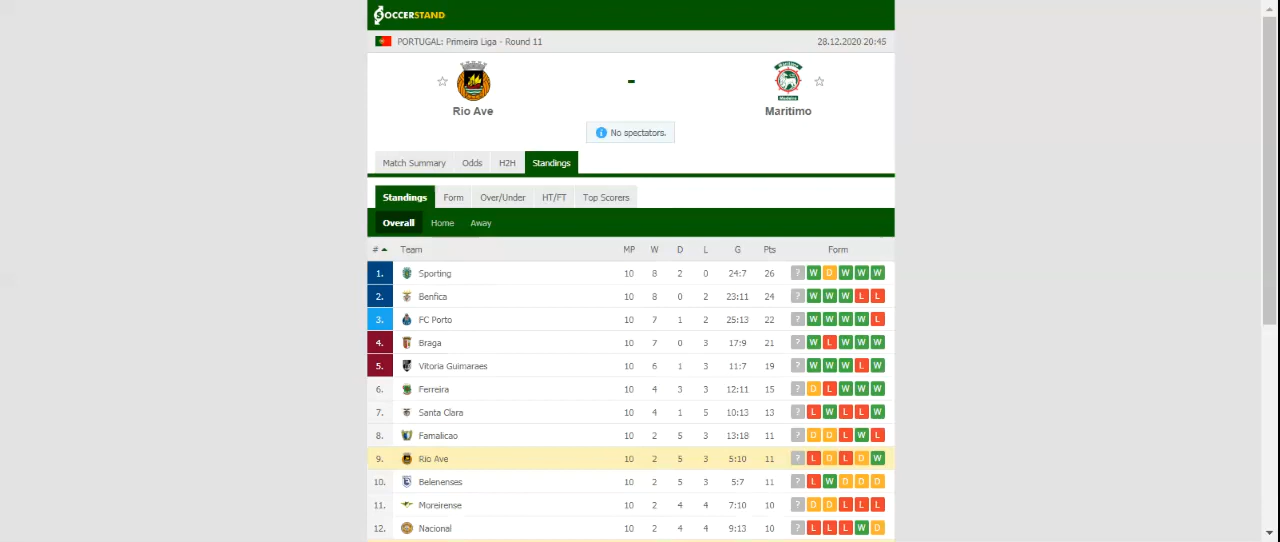 SOCCERSTAND
PORTUGAL: Primeira Liga - Round 11 28.12.2020 20:45
-
Rio Ave Maritimo
No spectators.
Match Summary Odds H2H Standings
Standings Form Over/Under HT/FT Top Scorers
Overall Home Away
# Team MP W D L G Pts Form
1. Sporting 10 8 2 0 24:7 26 ? W D W W W
2. Benfica 10 8 0 2 23:11 24 ? W W W L L
3. FC Porto 10 7 1 2 25:13 22 ? W W W W L
4. Braga 10 7 0 3 17:9 21 ? W L W W W
5. Vitoria Guimaraes 10 6 1 3 11:7 19 ? W W W L W
6. Ferreira 10 4 3 3 12:11 15 ? D L W W W
7. Santa Clara 10 4 1 5 10:13 13 ? L W L L W
8. Famalicao 10 2 5 3 13:18 11 ? D D L W L
9. Rio Ave 10 2 5 3 5:10 11 ? L D L D W
10. Belenenses 10 2 5 3 5:7 11 ? L W D D D
11. Moreirense 10 2 4 4 7:10 10 ? D D L L L
12. Nacional 10 2 4 4 9:13 10 ? L L L W D